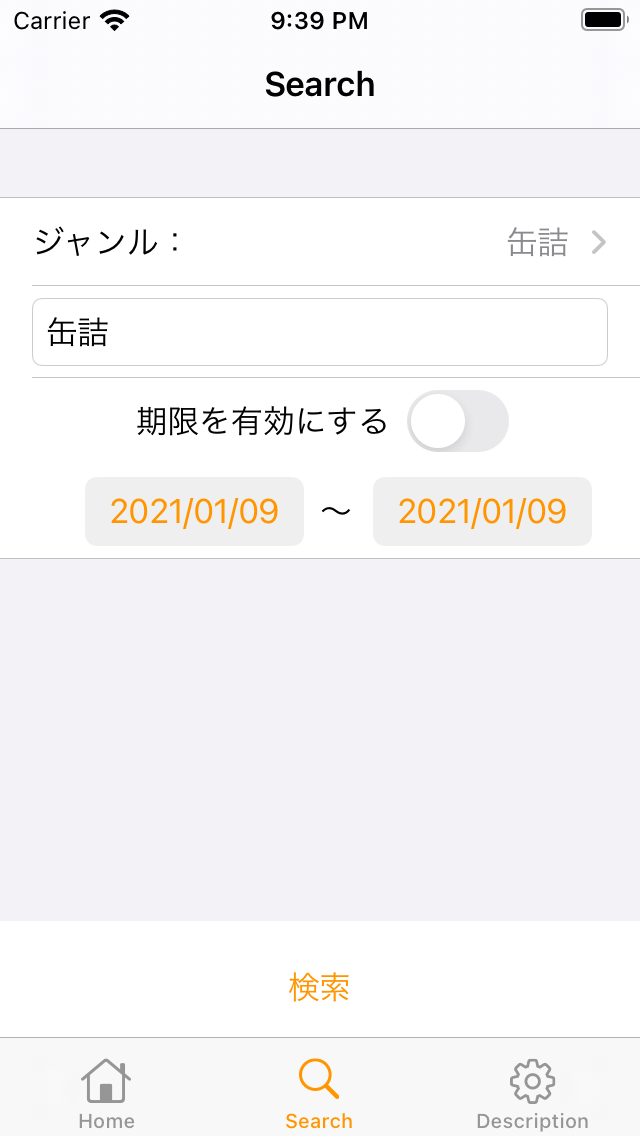 Carrier 9:39 PM
Search
ジャンル： 缶詰
缶詰
期限を有効にする
2021/01/09 〜 2021/01/09
検索
Home Search Description